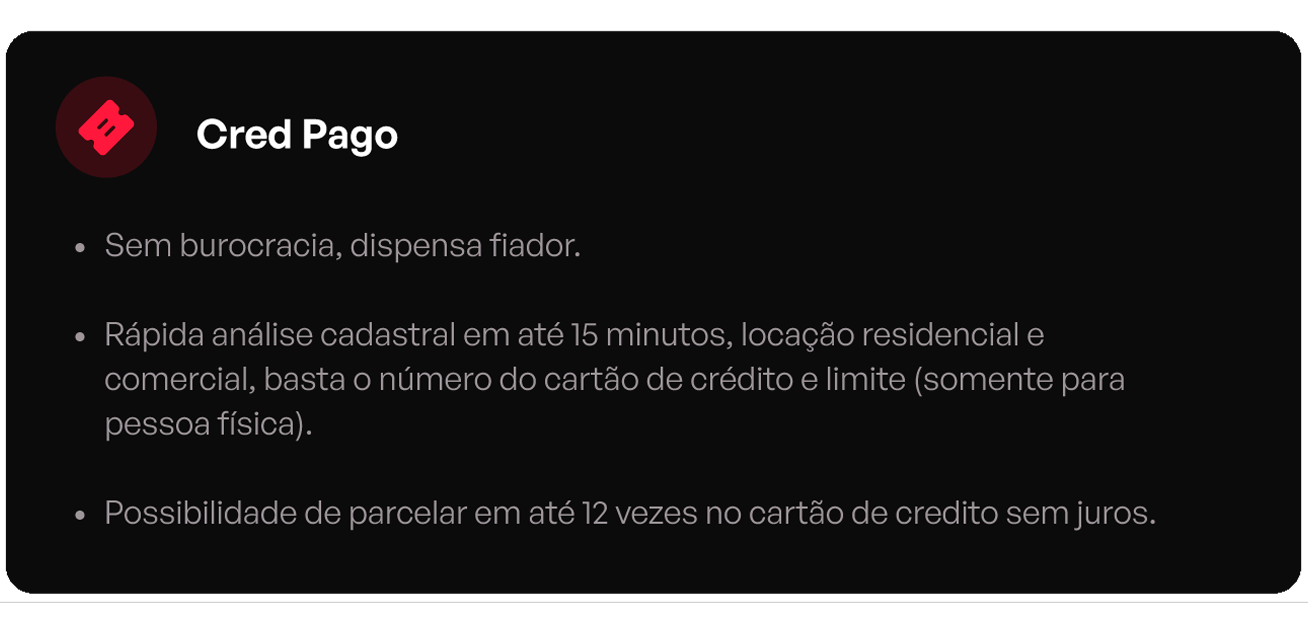 Cred Pago
• Sem burocracia, dispensa fiador.
• Rápida análise cadastral em até 15 minutos, locação residencial e
comercial, basta o número do cartão de crédito e limite (somente para
pessoa física).
• Possibilidade de parcelar em até 12 vezes no cartão de credito sem juros.